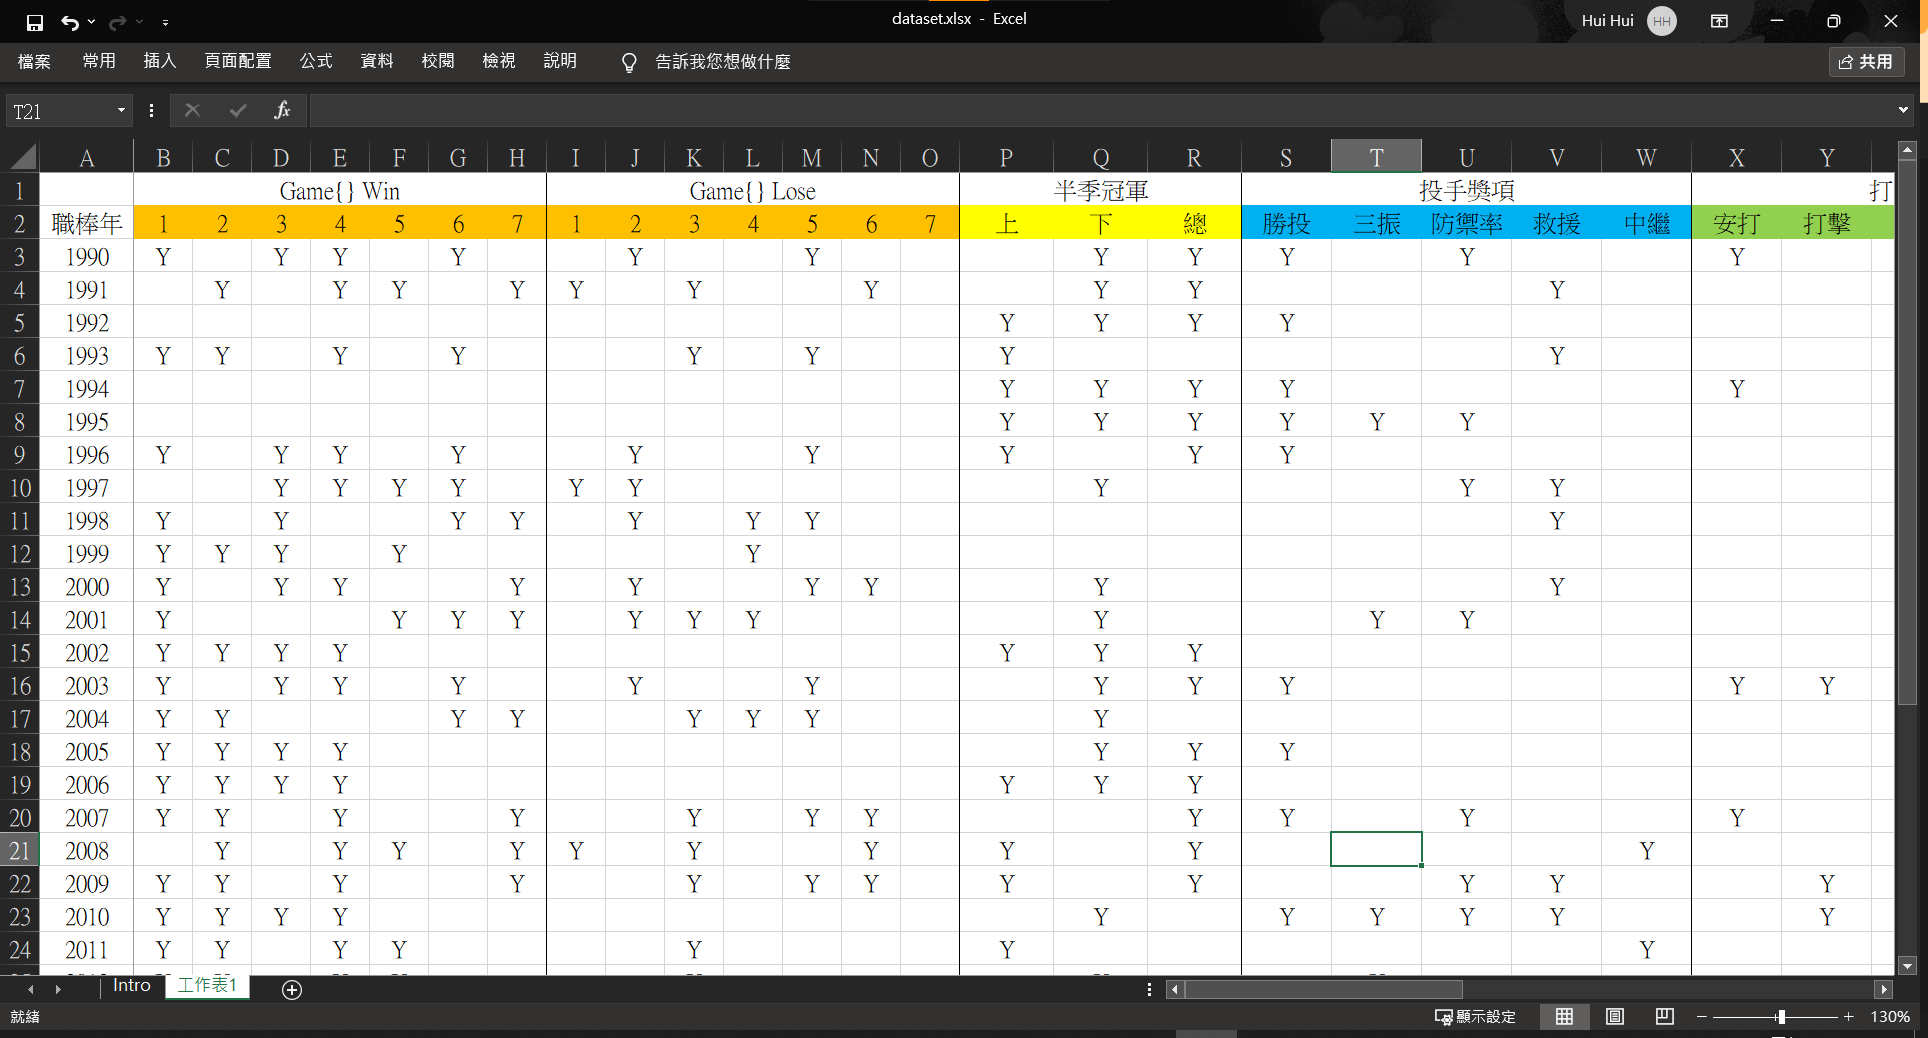 dataset.xlsx - Excel
Hui Hui HH
檔案 常用 插入 頁面配置 公式 資料 校閱 檢視 說明 告訴我您想做什麼 共用
T21 fx
A B C D E F G H I J K L M N O P Q R S T U V W X Y
1 Game{} Win Game{} Lose 半季冠軍 投手獎項 打
2 職棒年 1 2 3 4 5 6 7 1 2 3 4 5 6 7 上 下 總 勝投 三振 防禦率 救援 中繼 安打 打擊
3 1990 Y Y Y Y Y Y Y Y Y Y Y
4 1991 Y Y Y Y Y Y Y Y Y Y
5 1992 Y Y Y Y
6 1993 Y Y Y Y Y Y Y Y
7 1994 Y Y Y Y Y
8 1995 Y Y Y Y Y Y
9 1996 Y Y Y Y Y Y Y Y Y
10 1997 Y Y Y Y Y Y Y Y Y
11 1998 Y Y Y Y Y Y Y Y
12 1999 Y Y Y Y Y
13 2000 Y Y Y Y Y Y Y Y Y
14 2001 Y Y Y Y Y Y Y Y Y Y
15 2002 Y Y Y Y Y Y Y
16 2003 Y Y Y Y Y Y Y Y Y Y Y
17 2004 Y Y Y Y Y Y Y Y
18 2005 Y Y Y Y Y Y Y
19 2006 Y Y Y Y Y Y Y
20 2007 Y Y Y Y Y Y Y Y Y Y Y
21 2008 Y Y Y Y Y Y Y Y Y Y
22 2009 Y Y Y Y Y Y Y Y Y Y Y Y
23 2010 Y Y Y Y Y Y Y Y Y Y
24 2011 Y Y Y Y Y Y Y
Intro 工作表1
就緒 顯示設定 130%